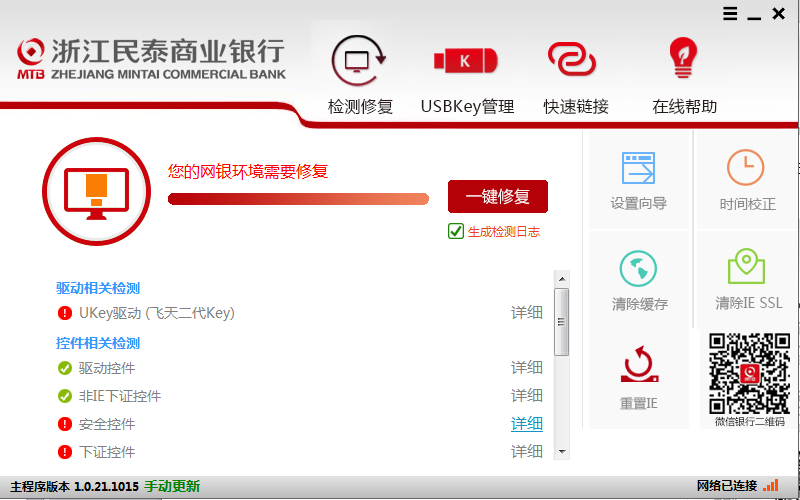 浙江民泰商业银行
MTB ZHEJIANG MINTAI COMMERCIAL BANK
检测修复 USBKey管理 快速链接 在线帮助
K
您的网银环境需要修复
一键修复
生成检测日志
驱动相关检测
UKey驱动 (飞天二代Key) 详细
控件相关检测
驱动控件 详细
非IE下证控件 详细
安全控件 详细
下证控件 详细
设置向导 时间校正
清除缓存 清除IE SSL
重置IE
微信银行二维码
主程序版本 1.0.21.1015 手动更新
网络已连接